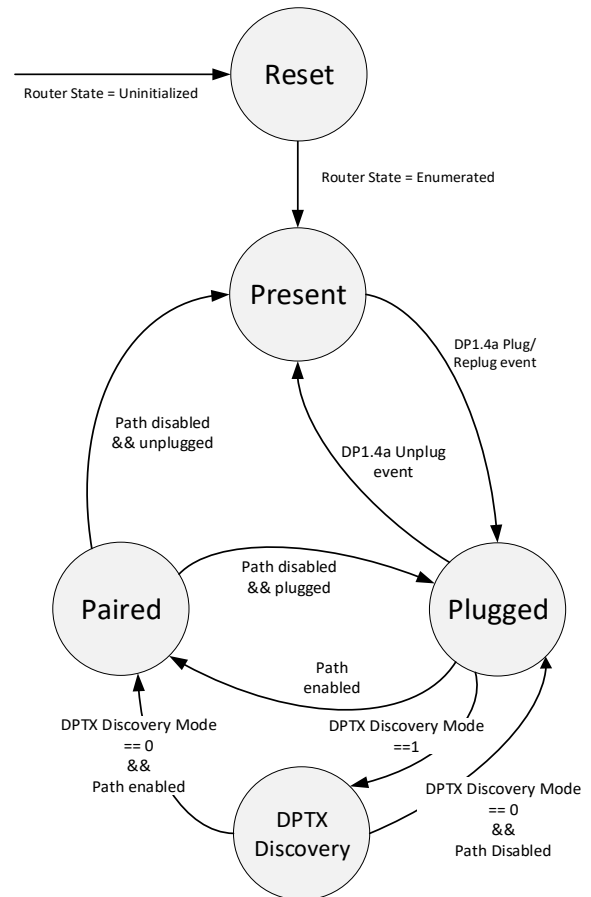 Reset
Router State = Uninitialized
Router State = Enumerated
Present
DP1.4a Plug/
Replug event
Path disabled
&& unplugged
DP1.4a Unplug
event
Path disabled
&& plugged
Paired
Plugged
Path
enabled
DPTX Discovery Mode
== 0
&&
Path enabled
DPTX Discovery Mode
==1
DPTX Discovery Mode
== 0
&&
Path Disabled
DPTX
Discovery